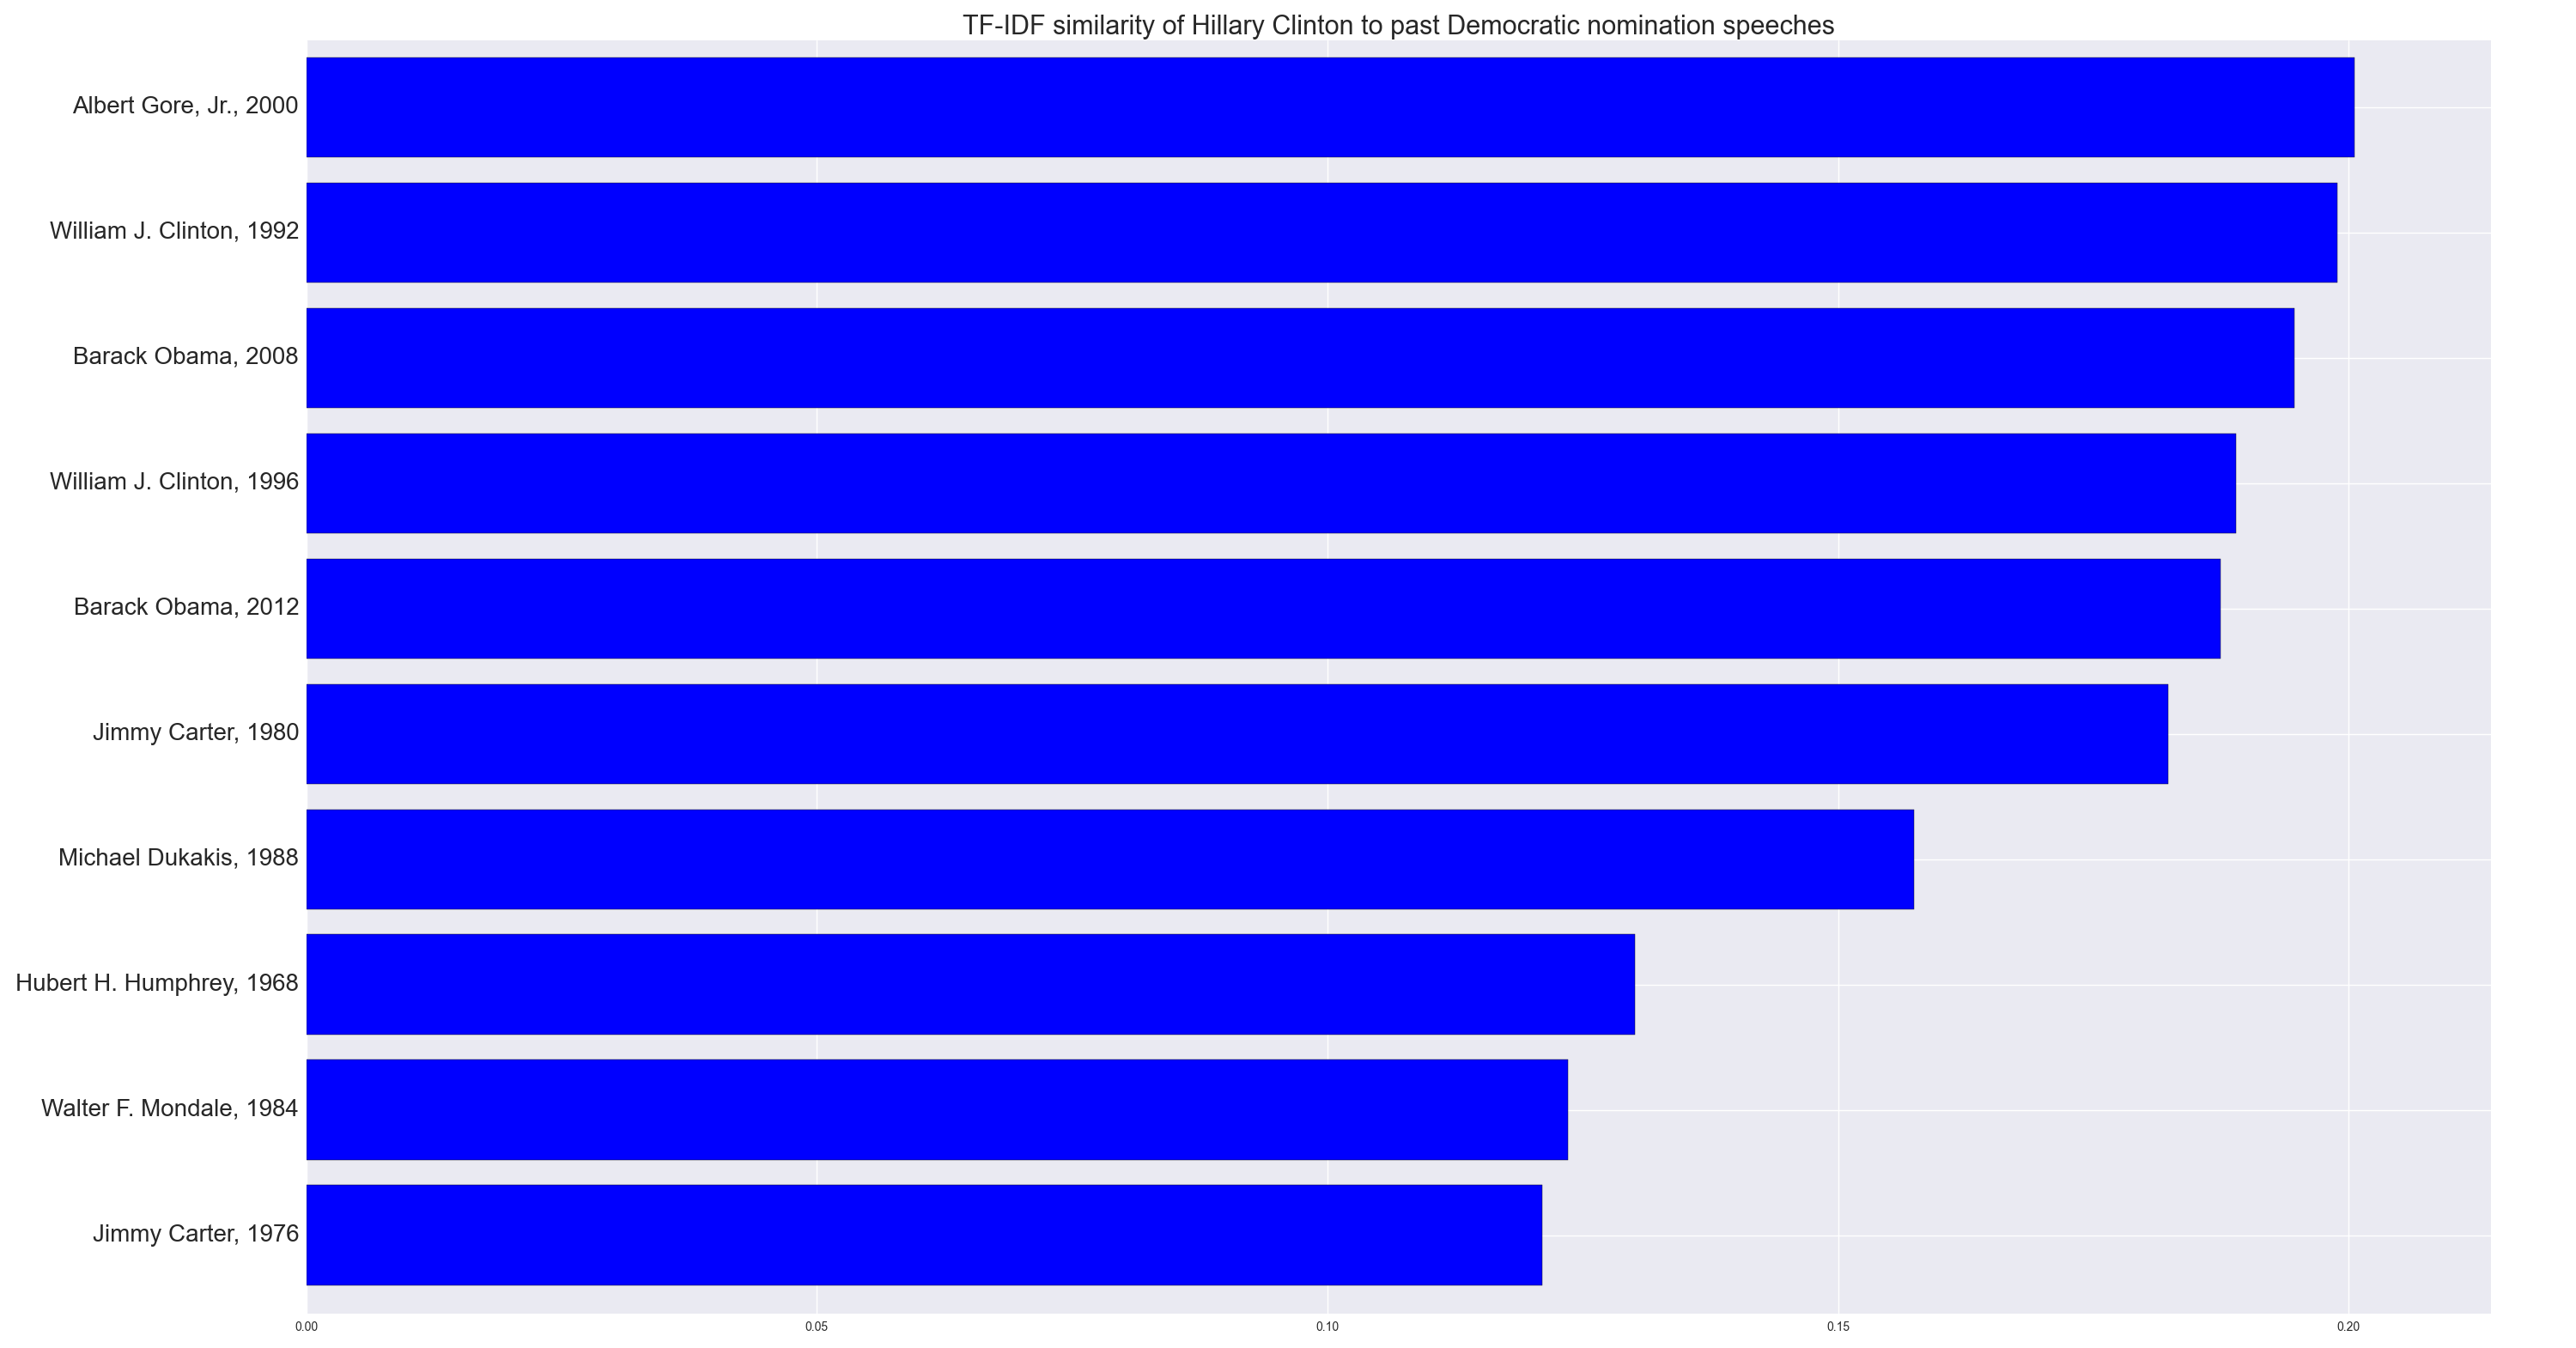 TF-IDF similarity of Hillary Clinton to past Democratic nomination speeches
Albert Gore, Jr., 2000
William J. Clinton, 1992
Barack Obama, 2008
William J. Clinton, 1996
Barack Obama, 2012
Jimmy Carter, 1980
Michael Dukakis, 1988
Hubert H. Humphrey, 1968
Walter F. Mondale, 1984
Jimmy Carter, 1976
0.00 0.05 0.10 0.15 0.20